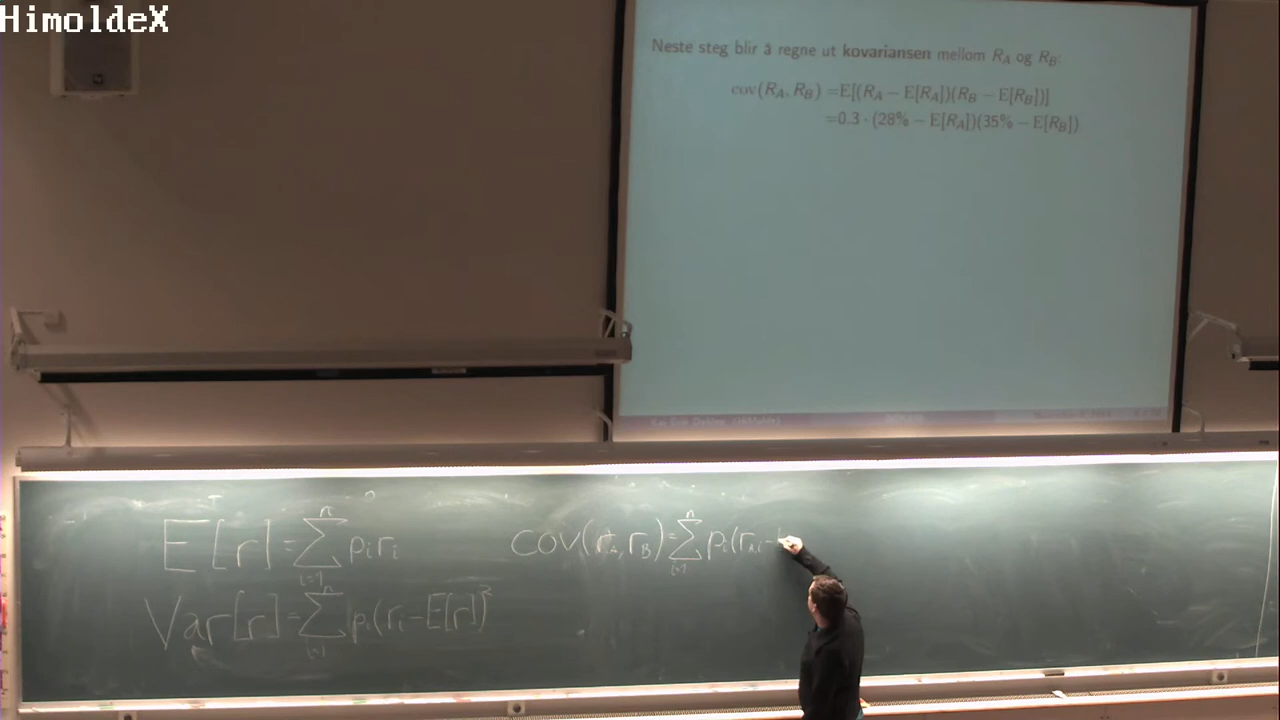 HimoldeX
Neste steg blir å regne ut kovariansen mellom R_A og R_B:
cov(R_A, R_B) =E[(R_A − E[R_A])(R_B − E[R_B])]
=0.3 · (28% − E[R_A])(35% − E[R_B])
E[r] = Σ_{i=1}^{n} p_i r_i
Var[r] = Σ_{i=1}^{n} p_i(r_i − E[r])^2
COV(r_A, r_B) = Σ_{i=1}^{n} p_i(r_{A,i} −